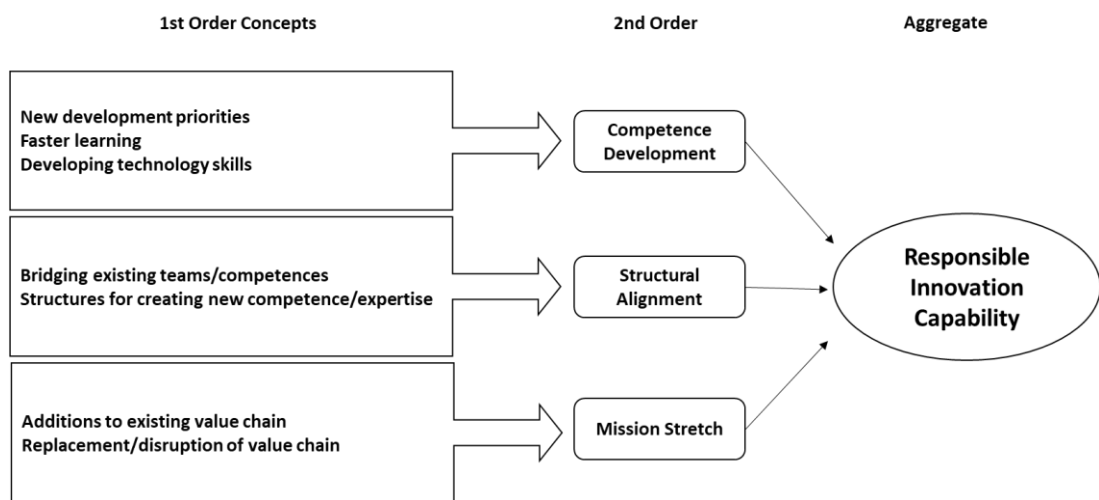 1st Order Concepts
2nd Order
Aggregate
New development priorities
Faster learning
Developing technology skills
Competence
Development
Bridging existing teams/competences
Structures for creating new competence/expertise
Structural
Alignment
Responsible
Innovation
Capability
Additions to existing value chain
Replacement/disruption of value chain
Mission Stretch